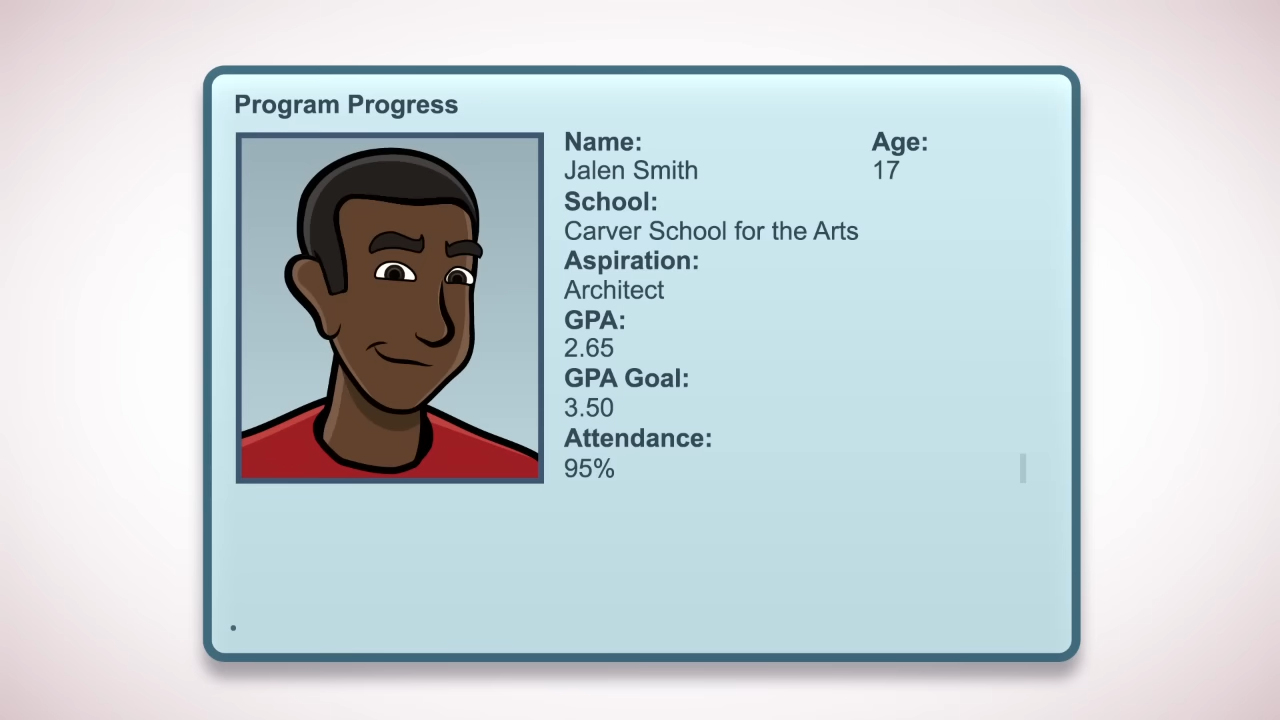 Program Progress
Name: Age:
Jalen Smith 17
School:
Carver School for the Arts
Aspiration:
Architect
GPA:
2.65
GPA Goal:
3.50
Attendance:
95%